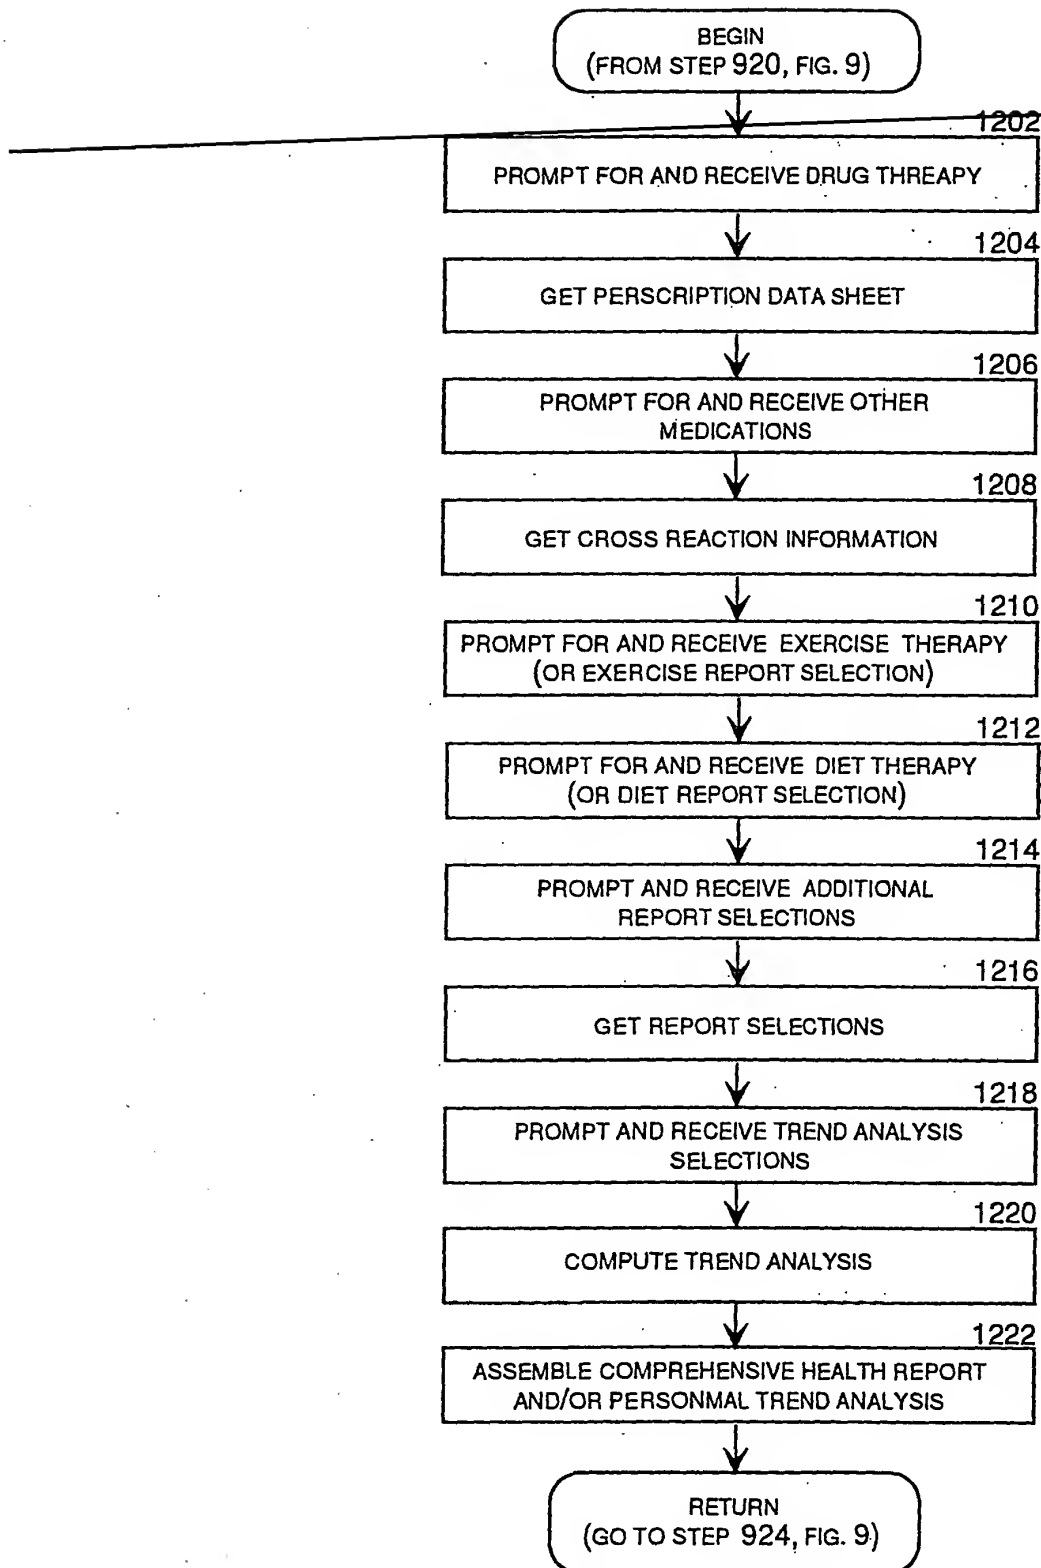 BEGIN
(FROM STEP 920, FIG. 9)
1202
PROMPT FOR AND RECEIVE DRUG THREAPY
1204
GET PERSCRIPTION DATA SHEET
1206
PROMPT FOR AND RECEIVE OTHER
MEDICATIONS
1208
GET CROSS REACTION INFORMATION
1210
PROMPT FOR AND RECEIVE EXERCISE THERAPY
(OR EXERCISE REPORT SELECTION)
1212
PROMPT FOR AND RECEIVE DIET THERAPY
(OR DIET REPORT SELECTION)
1214
PROMPT AND RECEIVE ADDITIONAL
REPORT SELECTIONS
1216
GET REPORT SELECTIONS
1218
PROMPT AND RECEIVE TREND ANALYSIS
SELECTIONS
1220
COMPUTE TREND ANALYSIS
1222
ASSEMBLE COMPREHENSIVE HEALTH REPORT
AND/OR PERSONMAL TREND ANALYSIS
RETURN
(GO TO STEP 924, FIG. 9)